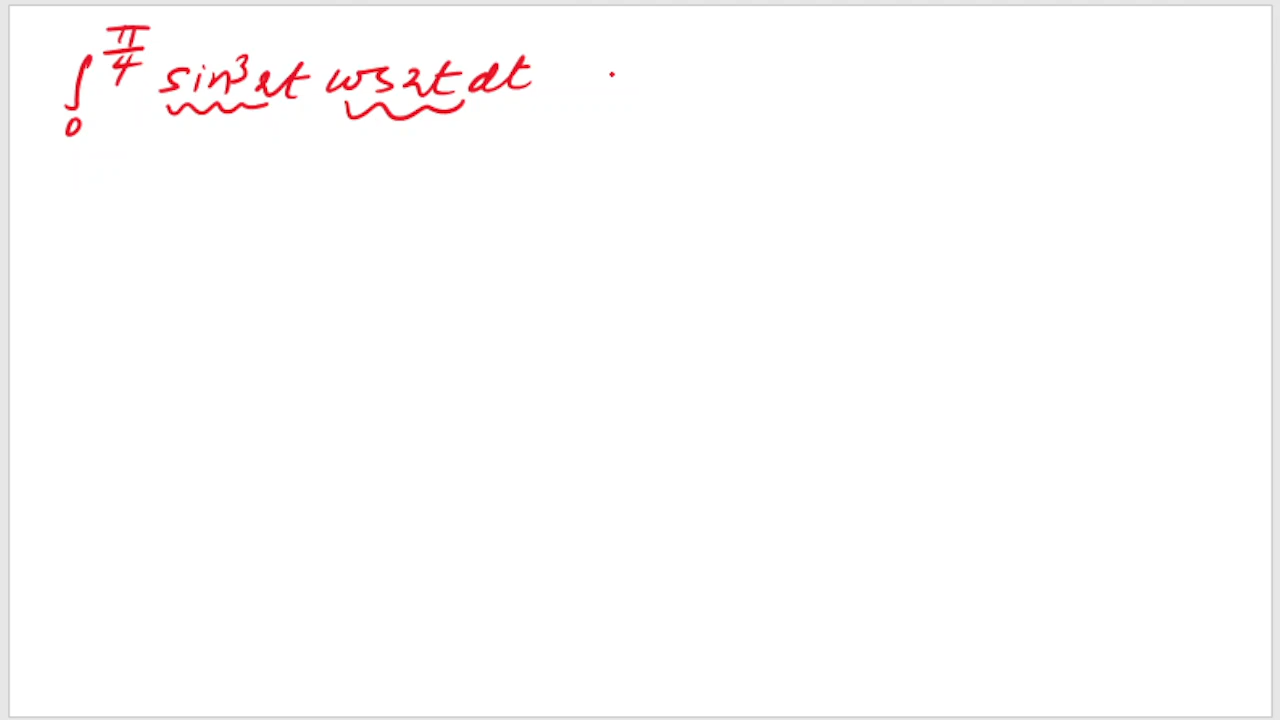 ∫₀^(π/4) sin³2t cos2t dt